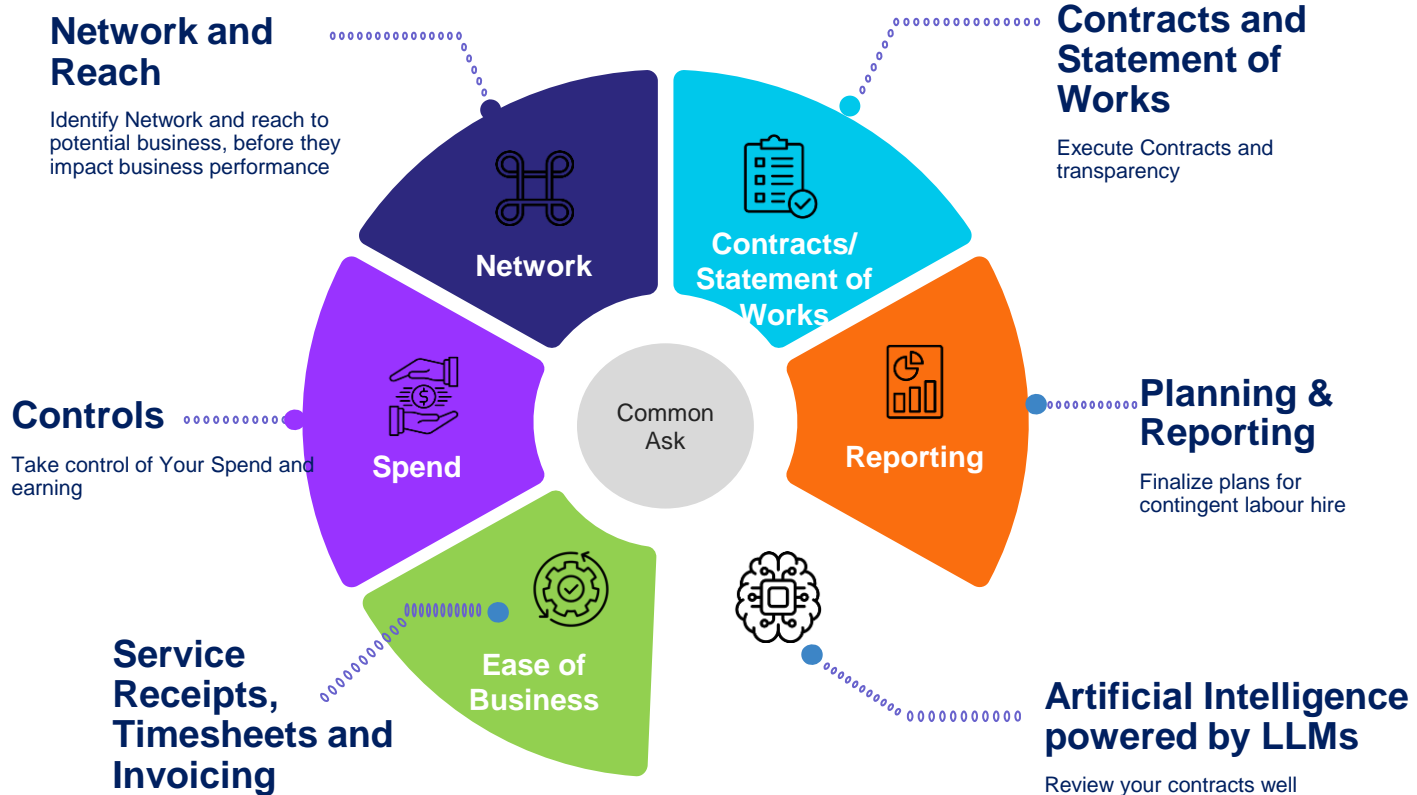 Network and
Reach
Identify Network and reach to
potential business, before they
impact business performance
Contracts and
Statement of
Works
Execute Contracts and
transparency
Network
Contracts/
Statement of
Works
Controls
Take control of Your Spend and
earning
Spend
Common
Ask
Reporting
Planning &
Reporting
Finalize plans for
contingent labour hire
Service
Receipts,
Timesheets and
Invoicing
Ease of
Business
Artificial Intelligence
powered by LLMs
Review your contracts well